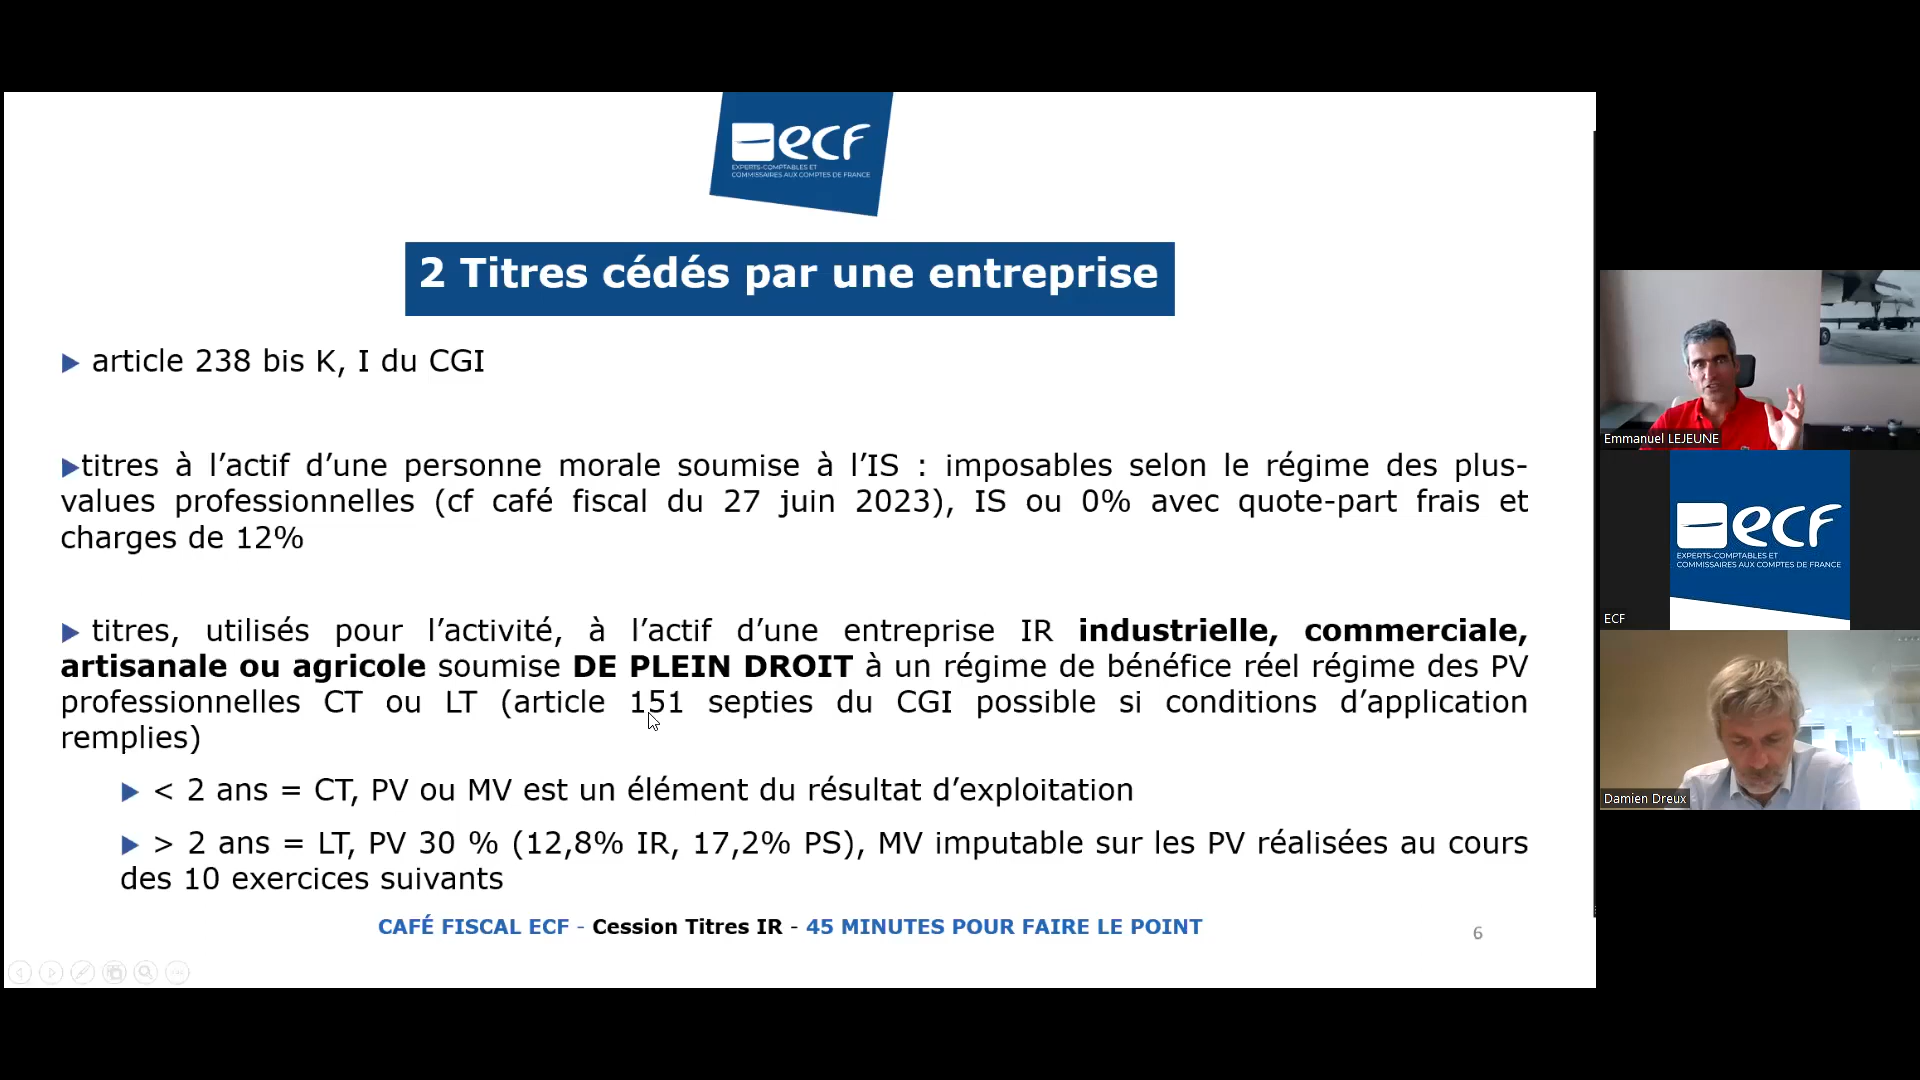 ecf
EXPERTS-COMPTABLES ET
COMMISSAIRES AUX COMPTES DE FRANCE
2 Titres cédés par une entreprise
article 238 bis K, I du CGI
titres à l’actif d’une personne morale soumise à l’IS : imposables selon le régime des plus-
values professionnelles (cf café fiscal du 27 juin 2023), IS ou 0% avec quote-part frais et
charges de 12%
titres, utilisés pour l’activité, à l’actif d’une entreprise IR industrielle, commerciale,
artisanale ou agricole soumise DE PLEIN DROIT à un régime de bénéfice réel régime des PV
professionnelles CT ou LT (article 151 septies du CGI possible si conditions d’application
remplies)
< 2 ans = CT, PV ou MV est un élément du résultat d’exploitation
> 2 ans = LT, PV 30 % (12,8% IR, 17,2% PS), MV imputable sur les PV réalisées au cours
des 10 exercices suivants
CAFÉ FISCAL ECF - Cession Titres IR - 45 MINUTES POUR FAIRE LE POINT
6
Emmanuel LEJEUNE
ecf
EXPERTS-COMPTABLES ET
COMMISSAIRES AUX COMPTES DE FRANCE
ECF
Damien Dreux